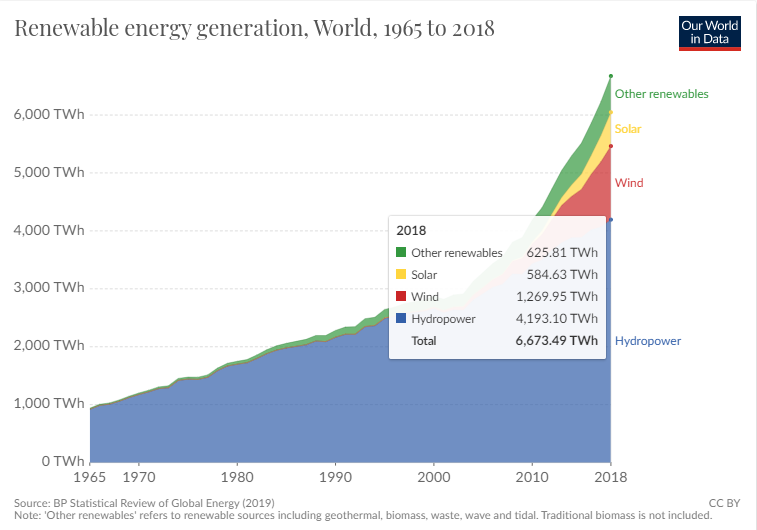 Renewable energy generation, World, 1965 to 2018
Our World
in Data
Other renewables
6,000 TWh
Solar
5,000 TWh
Wind
4,000 TWh
2018
Other renewables 625.81 TWh
Solar 584.63 TWh
3,000 TWh
Wind 1,269.95 TWh
Hydropower 4,193.10 TWh
Total 6,673.49 TWh
Hydropower
2,000 TWh
1,000 TWh
0 TWh
1965 1970 1980 1990 2000 2010 2018
Source: BP Statistical Review of Global Energy (2019) CC BY
Note: 'Other renewables' refers to renewable sources including geothermal, biomass, waste, wave and tidal. Traditional biomass is not included.